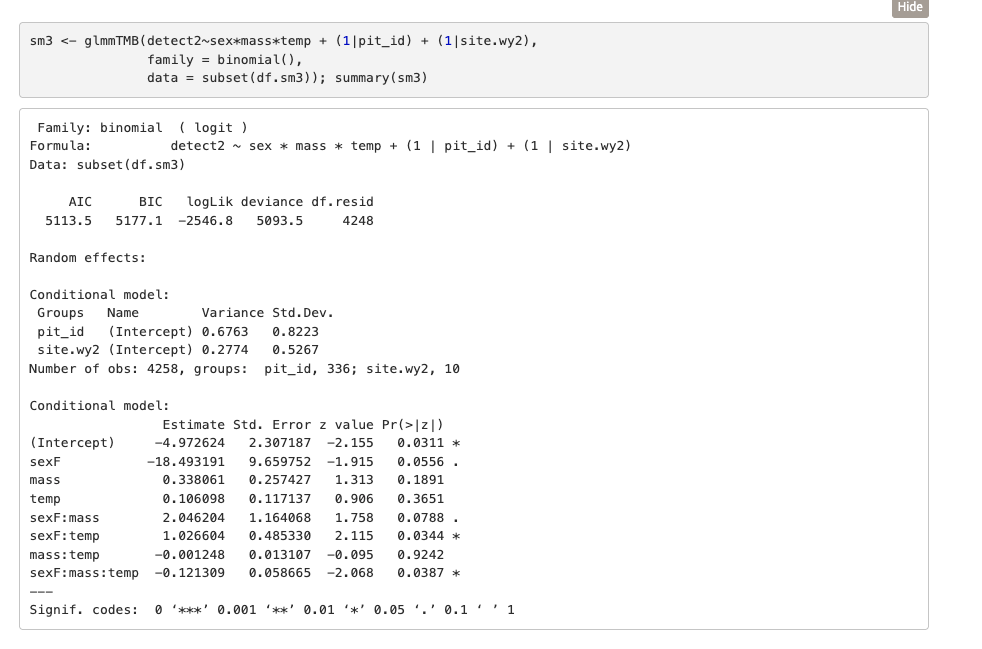 Hide
sm3 <- glmmTMB(detect2~sex*mass*temp + (1|pit_id) + (1|site.wy2),
               family = binomial(),
               data = subset(df.sm3)); summary(sm3)
 Family: binomial  ( logit )
Formula:          detect2 ~ sex * mass * temp + (1 | pit_id) + (1 | site.wy2)
Data: subset(df.sm3)
     AIC      BIC   logLik deviance df.resid
  5113.5   5177.1  −2546.8   5093.5     4248
Random effects:
Conditional model:
 Groups   Name        Variance Std.Dev.
 pit_id   (Intercept) 0.6763   0.8223
 site.wy2 (Intercept) 0.2774   0.5267
Number of obs: 4258, groups:  pit_id, 336; site.wy2, 10
Conditional model:
                 Estimate Std. Error z value Pr(>|z|)
(Intercept)     −4.972624   2.307187  −2.155   0.0311 *
sexF           −18.493191   9.659752  −1.915   0.0556 .
mass             0.338061   0.257427   1.313   0.1891
temp             0.106098   0.117137   0.906   0.3651
sexF:mass        2.046204   1.164068   1.758   0.0788 .
sexF:temp        1.026604   0.485330   2.115   0.0344 *
mass:temp       −0.001248   0.013107  −0.095   0.9242
sexF:mass:temp  −0.121309   0.058665  −2.068   0.0387 *
−−−
Signif. codes:  0 ‘***’ 0.001 ‘**’ 0.01 ‘*’ 0.05 ‘.’ 0.1 ‘ ’ 1